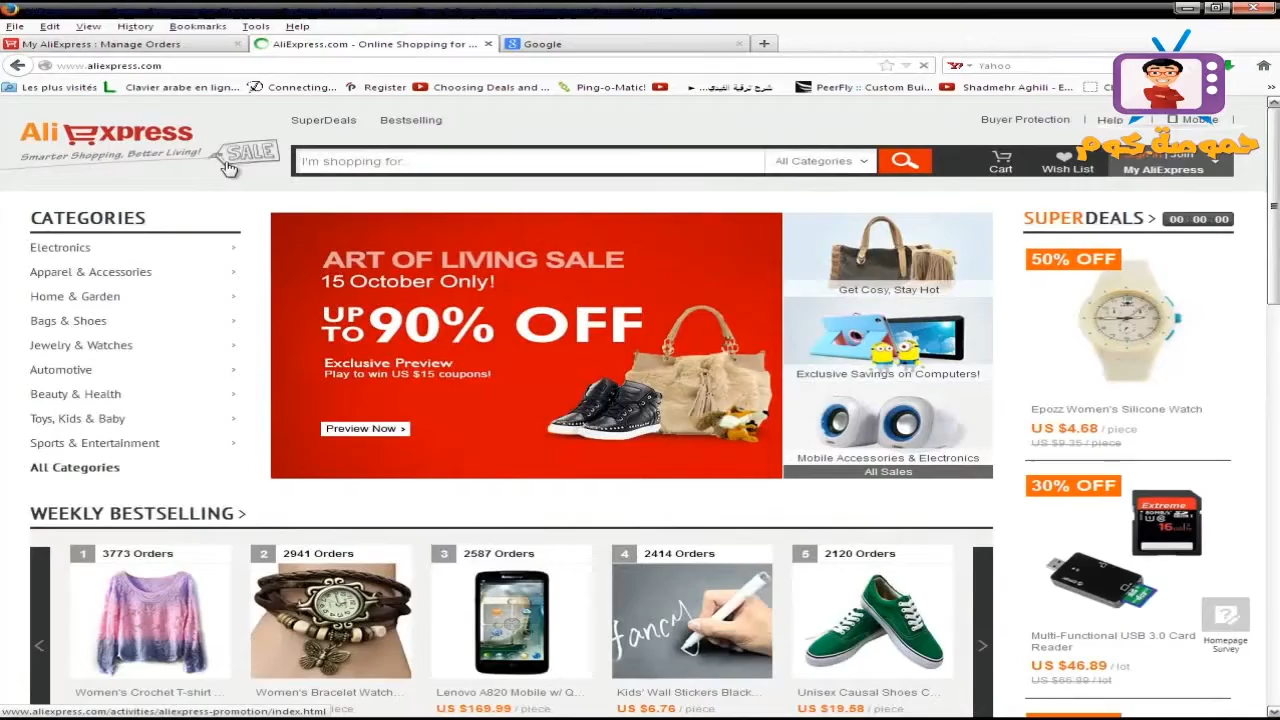 File Edit View History Bookmarks Tools Help
My AliExpress : Manage Orders
AliExpress.com - Online Shopping for ...
Google
www.aliexpress.com
Yahoo
Les plus visités
Clavier arabe en lign...
Connecting...
Register
Choosing Deals and ...
Ping-o-Matic!
PeerFly :: Custom Bui...
Shadmehr Aghili - E...
حمومصة كوم
AliExpress
Smarter Shopping, Better Living!
SALE
SuperDeals
Bestselling
Buyer Protection
Help
Mobile
I'm shopping for...
All Categories
Cart
Wish List
Join
My AliExpress
CATEGORIES
Electronics
Apparel & Accessories
Home & Garden
Bags & Shoes
Jewelry & Watches
Automotive
Beauty & Health
Toys, Kids & Baby
Sports & Entertainment
All Categories
ART OF LIVING SALE
15 October Only!
UP TO 90% OFF
Exclusive Preview
Play to win US $15 coupons!
Preview Now >
Get Cosy, Stay Hot
Exclusive Savings on Computers!
Mobile Accessories & Electronics
All Sales
SUPERDEALS > 00 00 00
50% OFF
Epozz Women's Silicone Watch
US $4.68 / piece
US $9.35 / piece
30% OFF
Extreme
16
Multi-Functional USB 3.0 Card
Reader
US $46.89 / lot
US $66.99 / lot
Homepage
Survey
WEEKLY BESTSELLING >
1 3773 Orders
Women's Crochet T-shirt ...
2 2941 Orders
Women's Bracelet Watch...
3 2587 Orders
Lenovo A820 Mobile w/ Q...
US $169.99 / piece
4 2414 Orders
fancy
Kids' Wall Stickers Black...
US $6.76 / piece
5 2120 Orders
Unisex Causal Shoes C...
US $19.58 / piece
www.aliexpress.com/activities/aliexpress-promotion/index.html